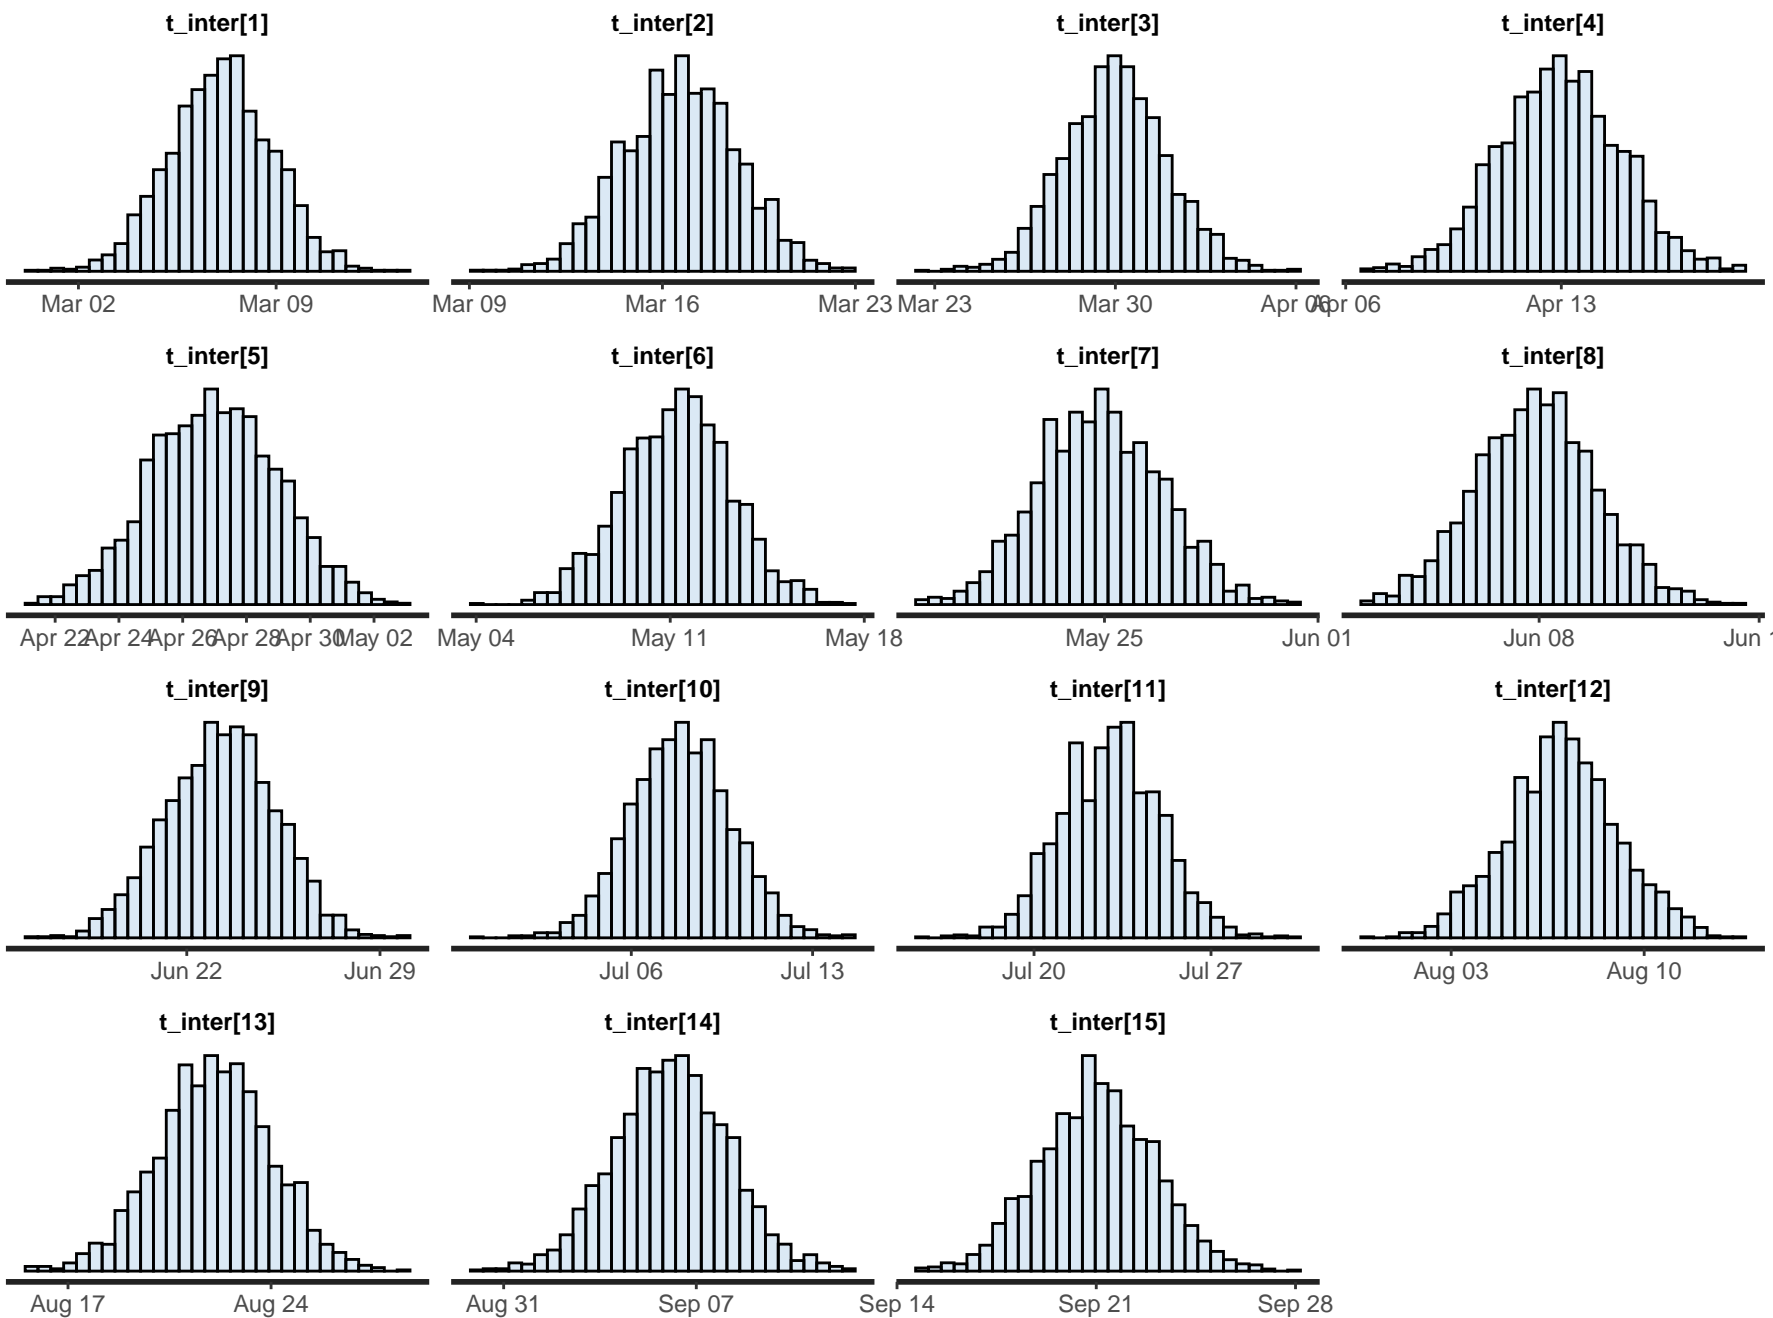 t_inter[1] t_inter[2] t_inter[3] t_inter[4]
Mar 02 Mar 09 Mar 09 Mar 16 Mar 23 Mar 23 Mar 30 Apr 06 Apr 06 Apr 13
t_inter[5] t_inter[6] t_inter[7] t_inter[8]
Apr 22 Apr 24 Apr 26 Apr 28 Apr 30 May 02 May 04 May 11 May 18 May 25 Jun 01 Jun 08 Jun
t_inter[9] t_inter[10] t_inter[11] t_inter[12]
Jun 22 Jun 29 Jul 06 Jul 13 Jul 20 Jul 27 Aug 03 Aug 10
t_inter[13] t_inter[14] t_inter[15]
Aug 17 Aug 24 Aug 31 Sep 07 Sep 14 Sep 21 Sep 28